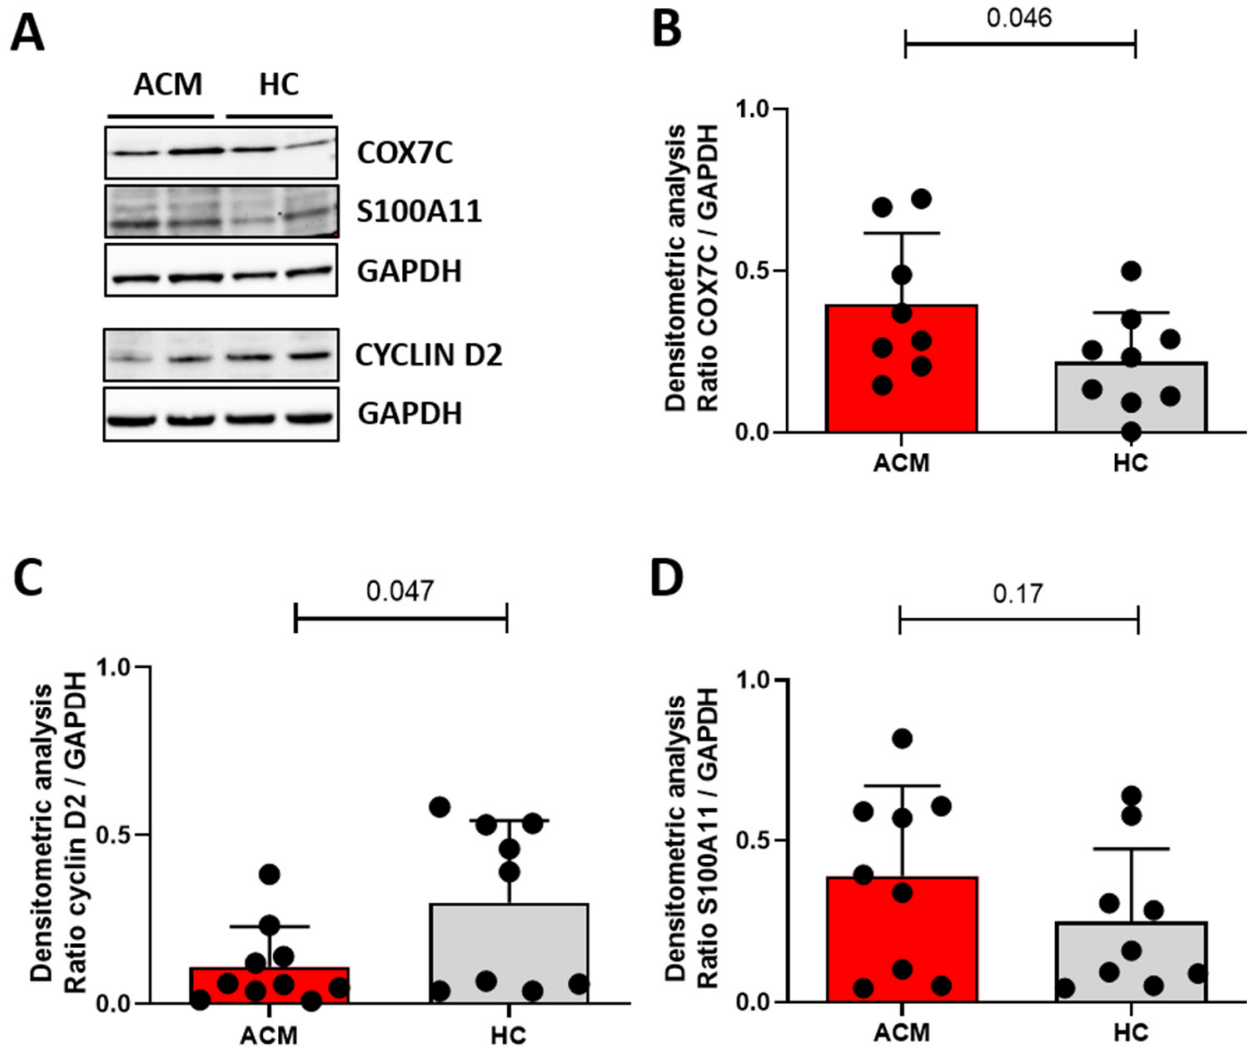 A
ACM HC
COX7C
S100A11
GAPDH
CYCLIN D2
GAPDH
B
0.046
Densitometric analysis
Ratio COX7C / GAPDH
1.0
0.5
0.0
ACM HC
C
0.047
Densitometric analysis
Ratio cyclin D2 / GAPDH
1.0
0.5
0.0
ACM HC
D
0.17
Densitometric analysis
Ratio S100A11 / GAPDH
1.0
0.5
0.0
ACM HC